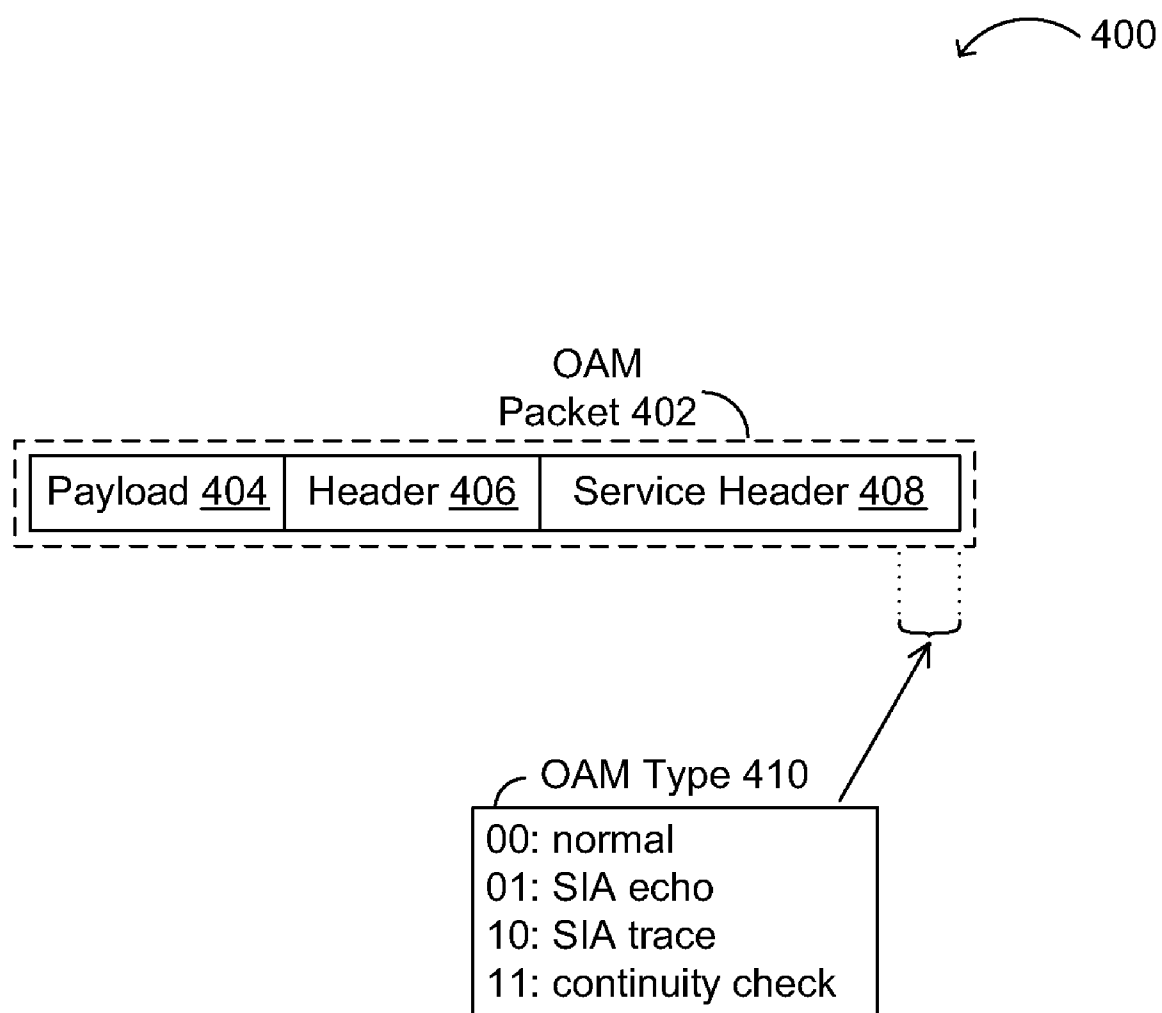 400
OAM
Packet 402
Payload 404 Header 406 Service Header 408
OAM Type 410
00: normal
01: SIA echo
10: SIA trace
11: continuity check